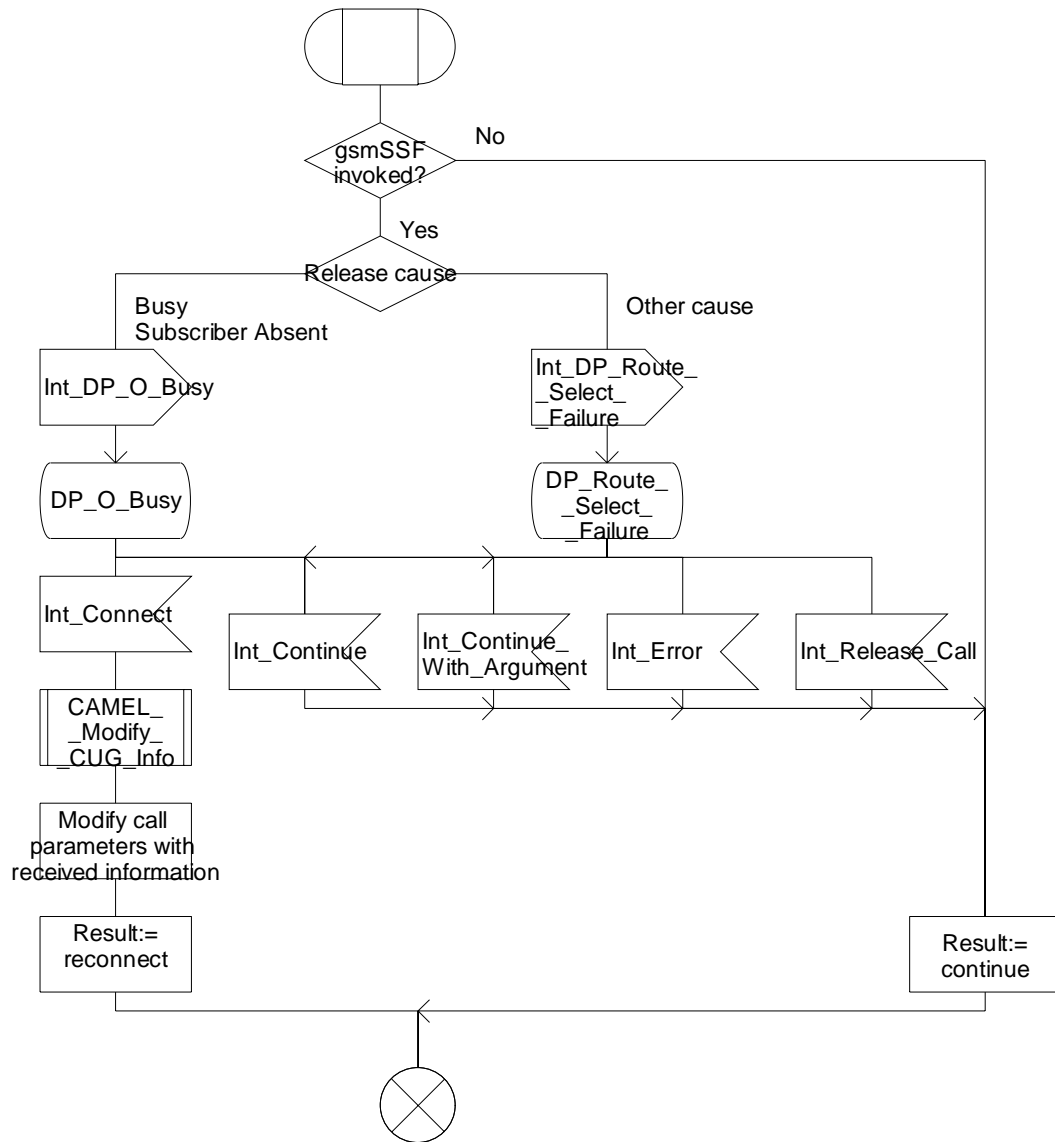 gsmSSF
invoked?
No
Yes
Release cause
Busy
Subscriber Absent
Other cause
Int_DP_O_Busy
Int_DP_Route_
_Select_
_Failure
DP_O_Busy
DP_Route_
_Select_
_Failure
Int_Connect
Int_Continue
Int_Continue_
With_Argument
Int_Error
Int_Release_Call
CAMEL_
_Modify_
_CUG_Info
Modify call
parameters with
received information
Result:=
reconnect
Result:=
continue